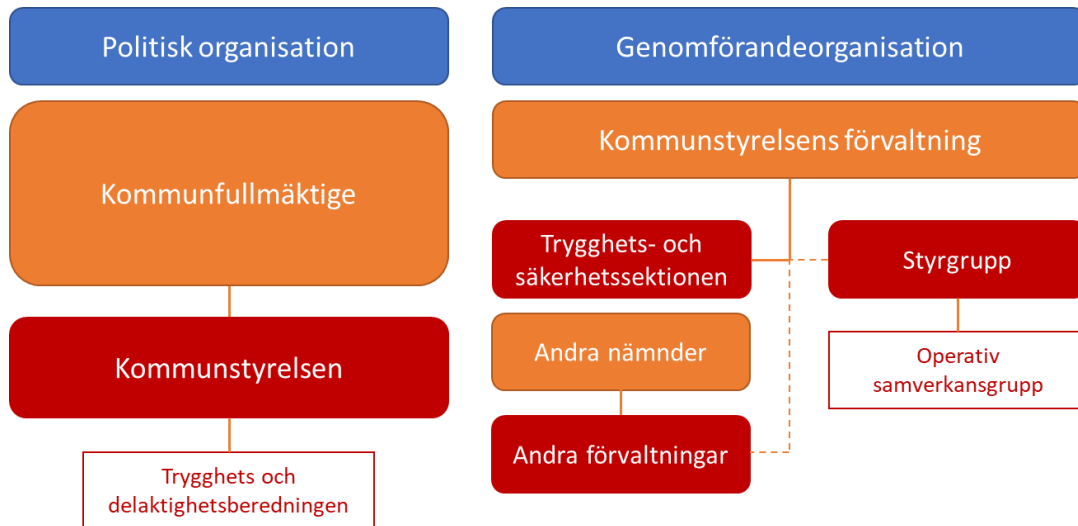 Politisk organisation
Kommunfullmäktige
Kommunstyrelsen
Trygghets och
delaktighetsberedningen
Genomförandeorganisation
Kommunstyrelsens förvaltning
Trygghets- och
säkerhetssektionen
Styrgrupp
Andra nämnder
Operativ
samverkansgrupp
Andra förvaltningar